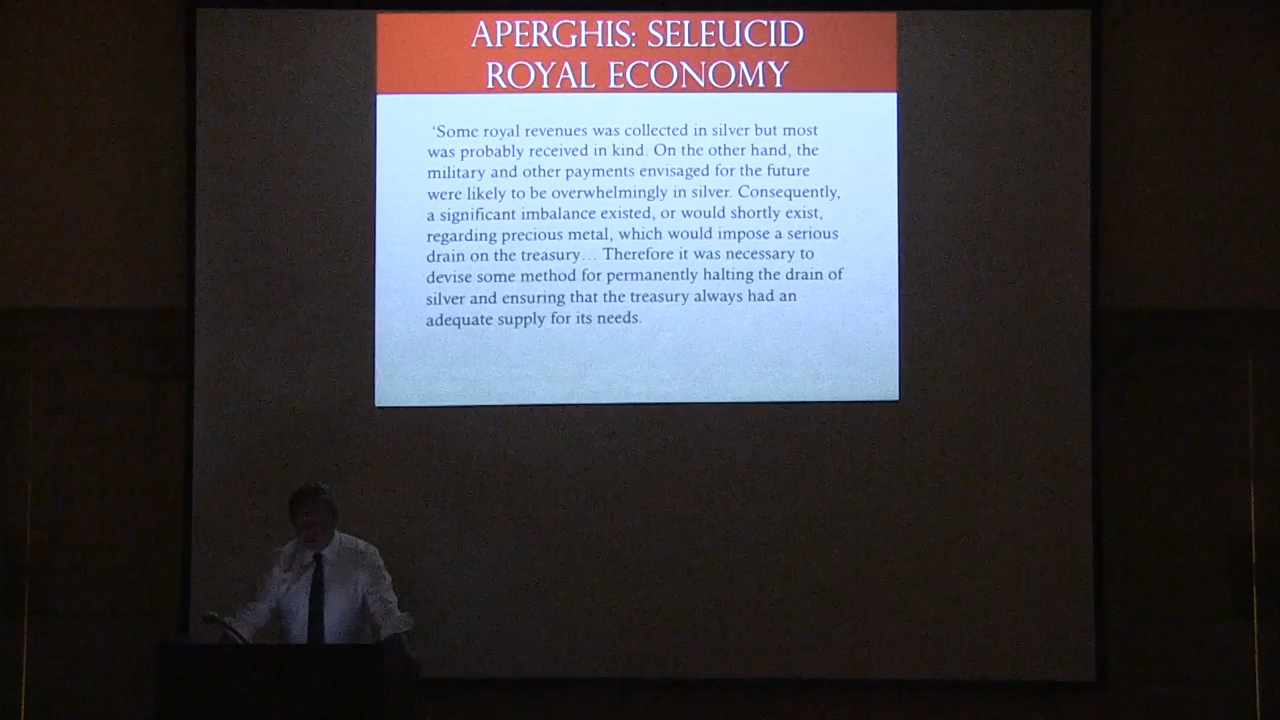 APERGHIS: SELEUCID
ROYAL ECONOMY
‘Some royal revenues was collected in silver but most
was probably received in kind. On the other hand, the
military and other payments envisaged for the future
were likely to be overwhelmingly in silver. Consequently,
a significant imbalance existed, or would shortly exist,
regarding precious metal, which would impose a serious
drain on the treasury… Therefore it was necessary to
devise some method for permanently halting the drain of
silver and ensuring that the treasury always had an
adequate supply for its needs.